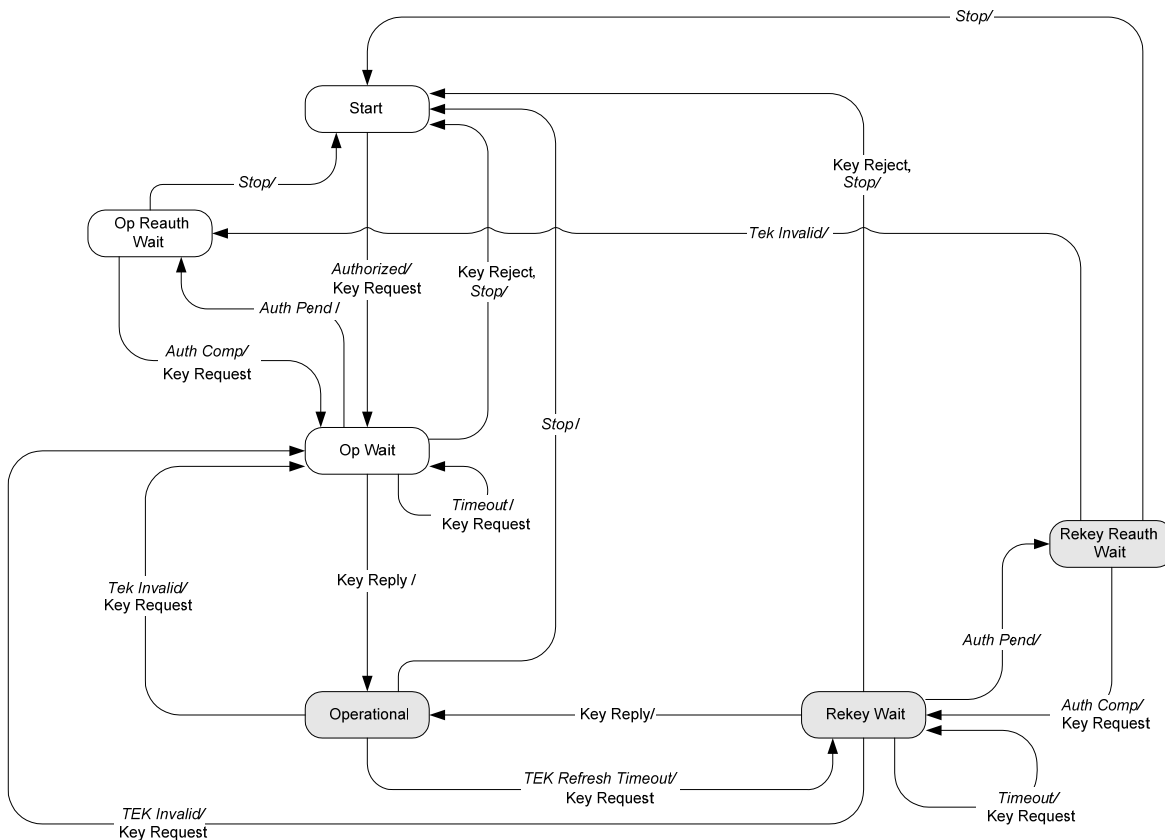 Stop/
Start
Key Reject,
Stop/
Stop/
Op Reauth
Wait
Tek Invalid/
Authorized/
Key Request
Key Reject,
Stop/
Auth Pend /
Auth Comp/
Key Request
Stop/
Op Wait
Timeout/
Key Request
Rekey Reauth
Wait
Tek Invalid/
Key Request
Key Reply /
Auth Pend/
Operational
Key Reply/
Rekey Wait
Auth Comp/
Key Request
TEK Refresh Timeout/
Key Request
Timeout/
Key Request
TEK Invalid/
Key Request